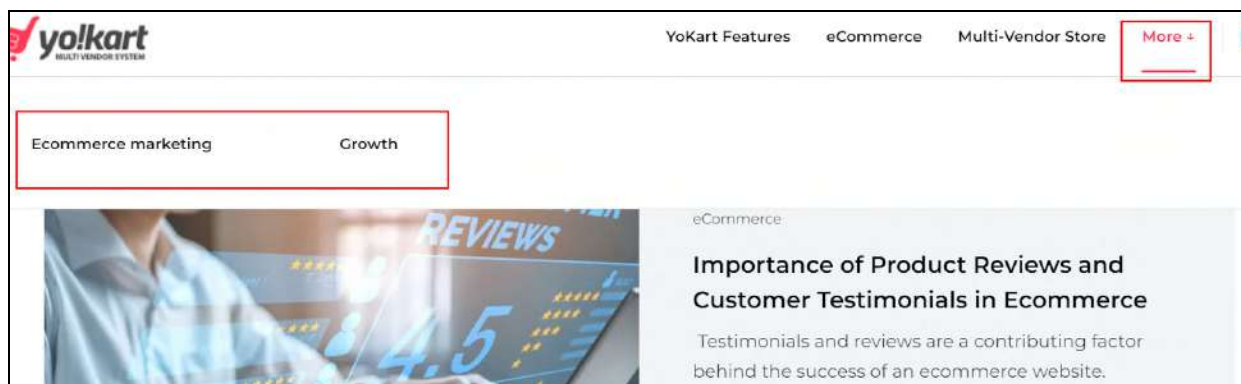 yo!kart
MULTI VENDOR SYSTEM
YoKart Features eCommerce Multi-Vendor Store More +
Ecommerce marketing Growth
REVIEWS
4.5
eCommerce
Importance of Product Reviews and
Customer Testimonials in Ecommerce
Testimonials and reviews are a contributing factor
behind the success of an ecommerce website.